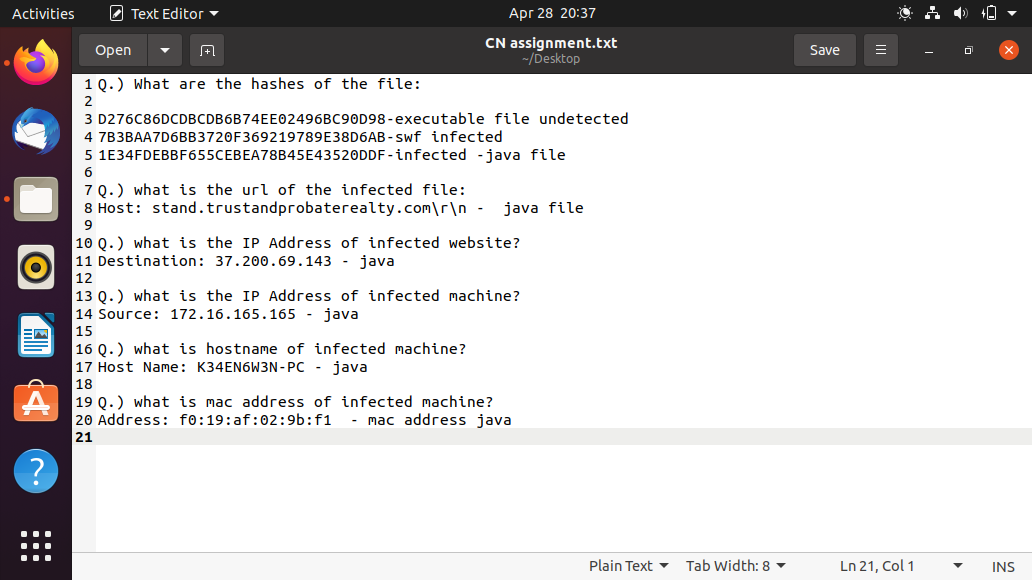 Activities Text Editor Apr 28 20:37
Open CN assignment.txt Save
~/Desktop
1 Q.) What are the hashes of the file:
2
3 D276C86DCDBCDB6B74EE02496BC90D98-executable file undetected
4 7B3BAA7D6BB3720F369219789E38D6AB-swf infected
5 1E34FDEBBF655CEBEA78B45E43520DDF-infected -java file
6
7 Q.) what is the url of the infected file:
8 Host: stand.trustandprobaterealty.com\r\n -  java file
9
10 Q.) what is the IP Address of infected website?
11 Destination: 37.200.69.143 - java
12
13 Q.) what is the IP Address of infected machine?
14 Source: 172.16.165.165 - java
15
16 Q.) what is hostname of infected machine?
17 Host Name: K34EN6W3N-PC - java
18
19 Q.) what is mac address of infected machine?
20 Address: f0:19:af:02:9b:f1  - mac address java
21
Plain Text Tab Width: 8 Ln 21, Col 1 INS